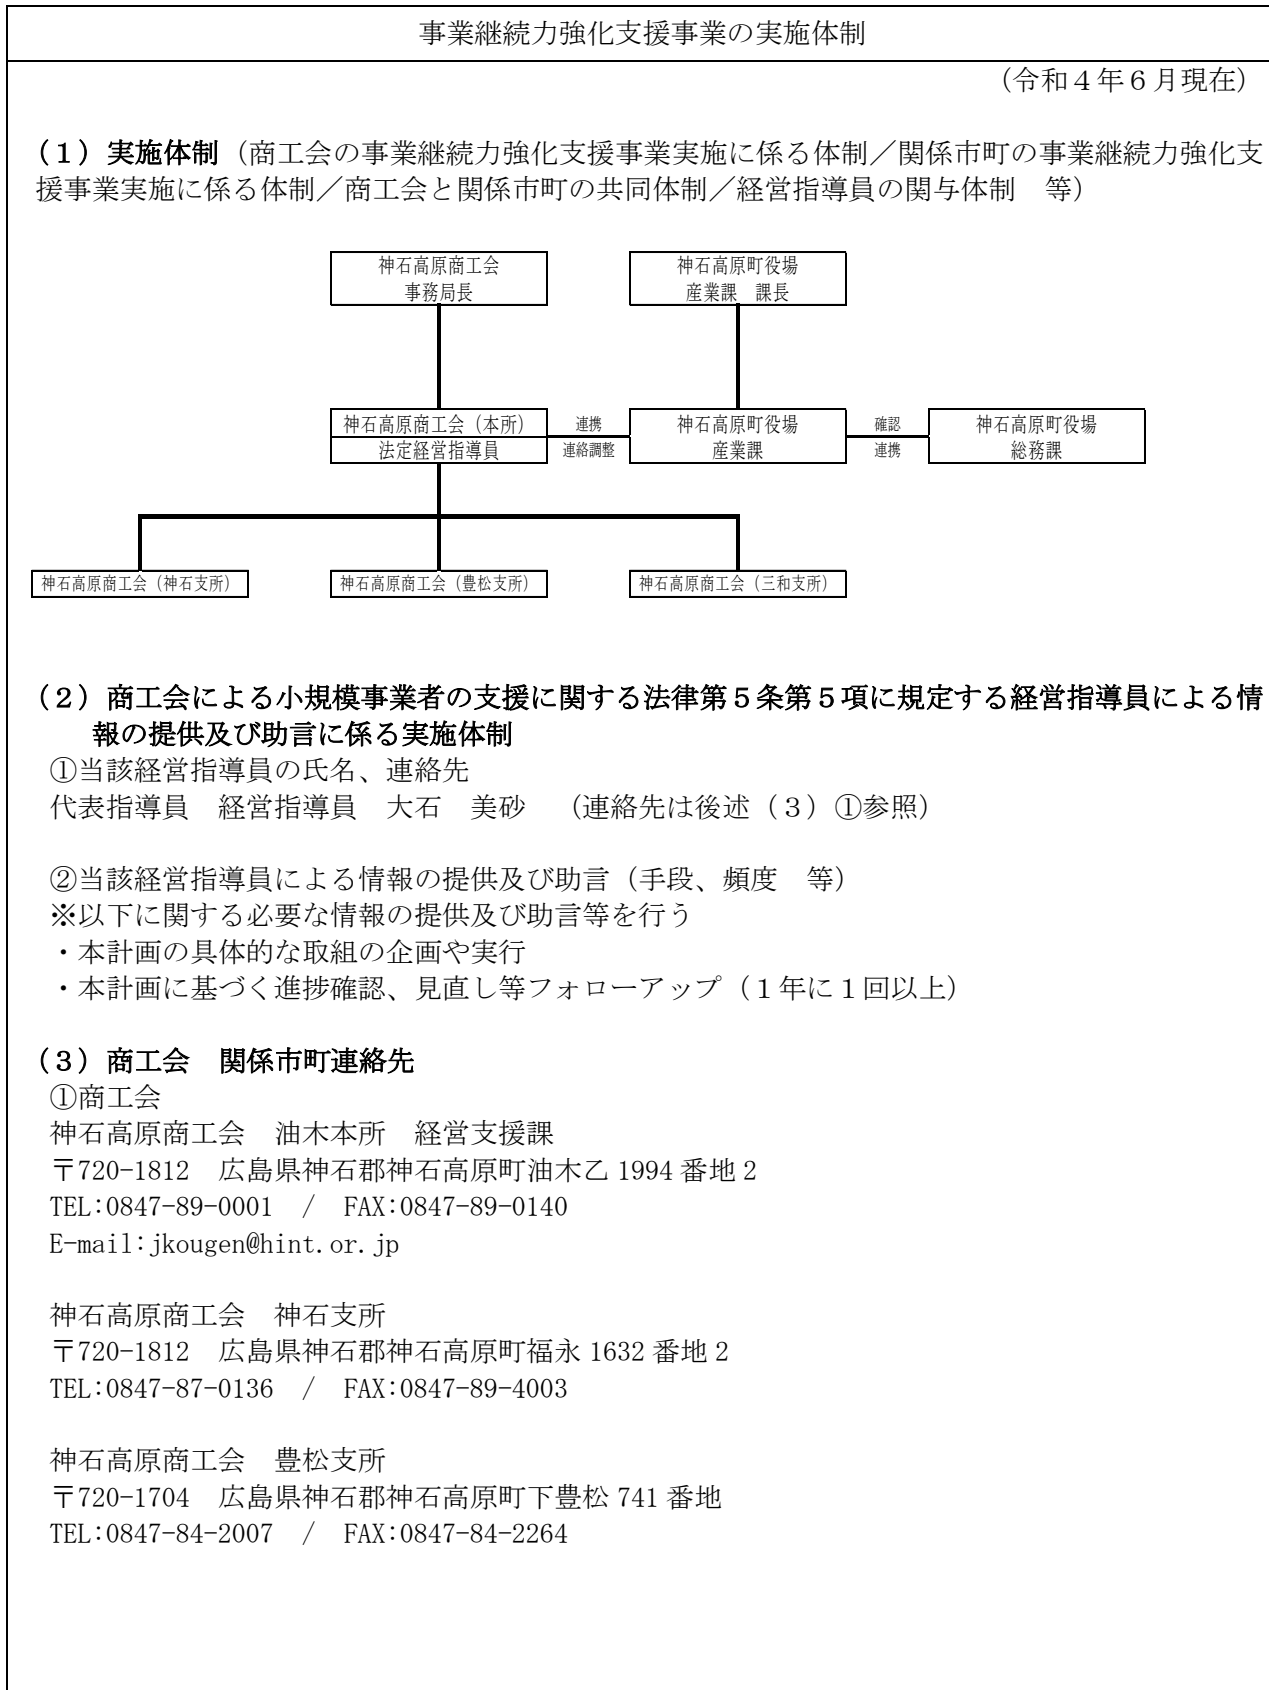 事業継続力強化支援事業の実施体制
（令和４年６月現在）
（１）実施体制（商工会の事業継続力強化支援事業実施に係る体制／関係市町の事業継続力強化支
援事業実施に係る体制／商工会と関係市町の共同体制／経営指導員の関与体制　等）
神石高原商工会
事務局長
神石高原町役場
産業課　課長
神石高原商工会（本所）
法定経営指導員
連携
連絡調整
神石高原町役場
産業課
確認
連携
神石高原町役場
総務課
神石高原商工会（神石支所）
神石高原商工会（豊松支所）
神石高原商工会（三和支所）
（２）商工会による小規模事業者の支援に関する法律第５条第５項に規定する経営指導員による情
報の提供及び助言に係る実施体制
①当該経営指導員の氏名、連絡先
代表指導員　経営指導員　大石　美砂　（連絡先は後述（３）①参照）
②当該経営指導員による情報の提供及び助言（手段、頻度　等）
※以下に関する必要な情報の提供及び助言等を行う
・本計画の具体的な取組の企画や実行
・本計画に基づく進捗確認、見直し等フォローアップ（１年に１回以上）
（３）商工会　関係市町連絡先
①商工会
神石高原商工会　油木本所　経営支援課
〒720-1812　広島県神石郡神石高原町油木乙 1994 番地 2
TEL:0847-89-0001　/　FAX:0847-89-0140
E-mail:jkougen@hint.or.jp
神石高原商工会　神石支所
〒720-1812　広島県神石郡神石高原町福永 1632 番地 2
TEL:0847-87-0136　/　FAX:0847-89-4003
神石高原商工会　豊松支所
〒720-1704　広島県神石郡神石高原町下豊松 741 番地
TEL:0847-84-2007　/　FAX:0847-84-2264